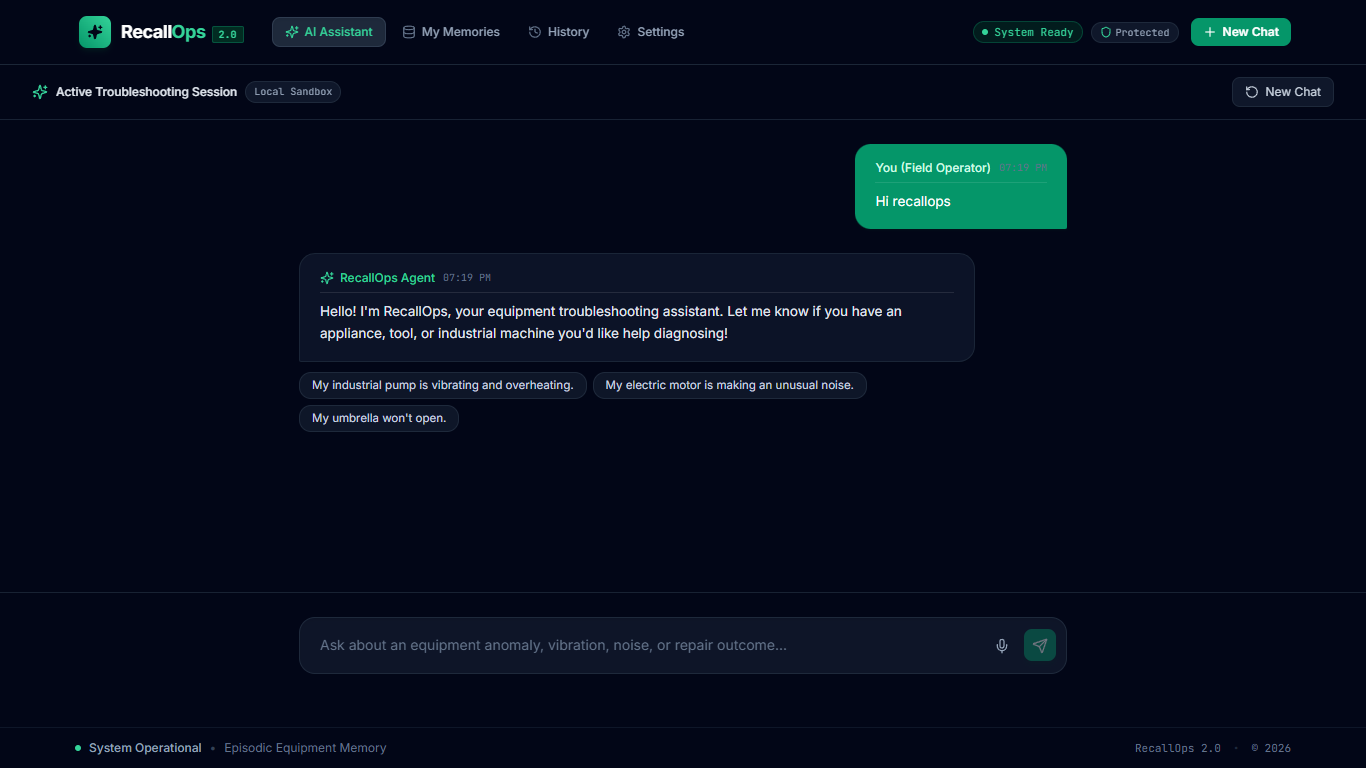 RecallOps 2.0
AI Assistant
My Memories
History
Settings
System Ready
Protected
New Chat
Active Troubleshooting Session
Local Sandbox
New Chat
You (Field Operator) 07:19 PM
Hi recallops
RecallOps Agent 07:19 PM
Hello! I'm RecallOps, your equipment troubleshooting assistant. Let me know if you have an
appliance, tool, or industrial machine you'd like help diagnosing!
My industrial pump is vibrating and overheating.
My electric motor is making an unusual noise.
My umbrella won't open.
Ask about an equipment anomaly, vibration, noise, or repair outcome...
System Operational • Episodic Equipment Memory
RecallOps 2.0 · © 2026